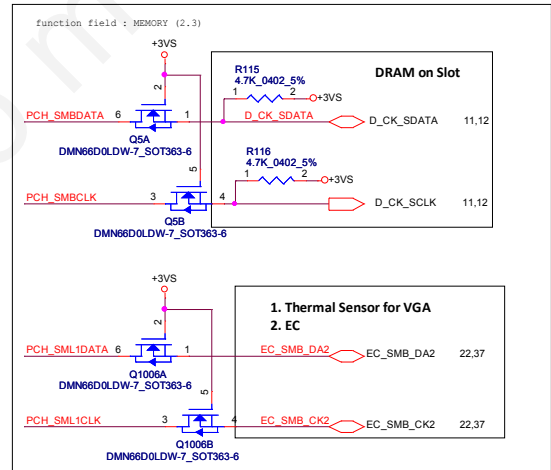 function field : MEMORY (2.3)
+3VS
DRAM on Slot
R115
4.7K_0402_5%
1 2
+3VS
2
PCH_SMBDATA 6 1 D_CK_SDATA D_CK_SDATA 11,12
Q5A
DMN66D0LDW-7_SOT363-6
R116
4.7K_0402_5%
1 2
+3VS
5
PCH_SMBCLK 3 4 D_CK_SCLK 11,12
Q5B
DMN66D0LDW-7_SOT363-6
+3VS
1. Thermal Sensor for VGA
2. EC
2
PCH_SML1DATA 6 1 EC_SMB_DA2 EC_SMB_DA2 22,37
Q1006A
DMN66D0LDW-7_SOT363-6
5
PCH_SML1CLK 3 4 EC_SMB_CK2 EC_SMB_CK2 22,37
Q1006B
DMN66D0LDW-7_SOT363-6